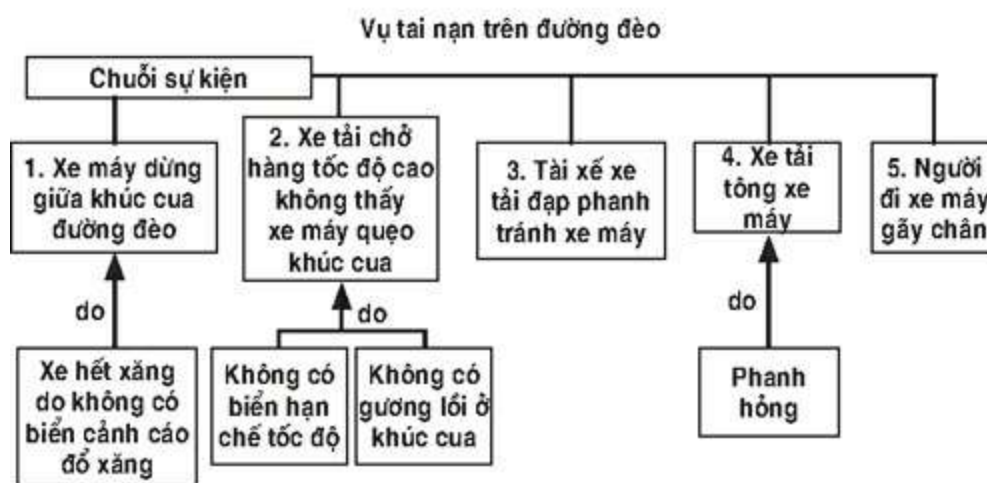 Vụ tai nạn trên đường đèo
Chuỗi sự kiện
1. Xe máy dừng
giữa khúc cua
đường đèo
2. Xe tải chở
hàng tốc độ cao
không thấy
xe máy quẹo
khúc cua
3. Tài xế xe
tải đạp phanh
tránh xe máy
4. Xe tải
tông xe
máy
5. Người
đi xe máy
gãy chân
do
do
do
Xe hết xăng
do không có
biển cảnh cáo
đổ xăng
Không có
biển hạn
chế tốc độ
Không có
gương lồi ở
khúc cua
Phanh
hỏng